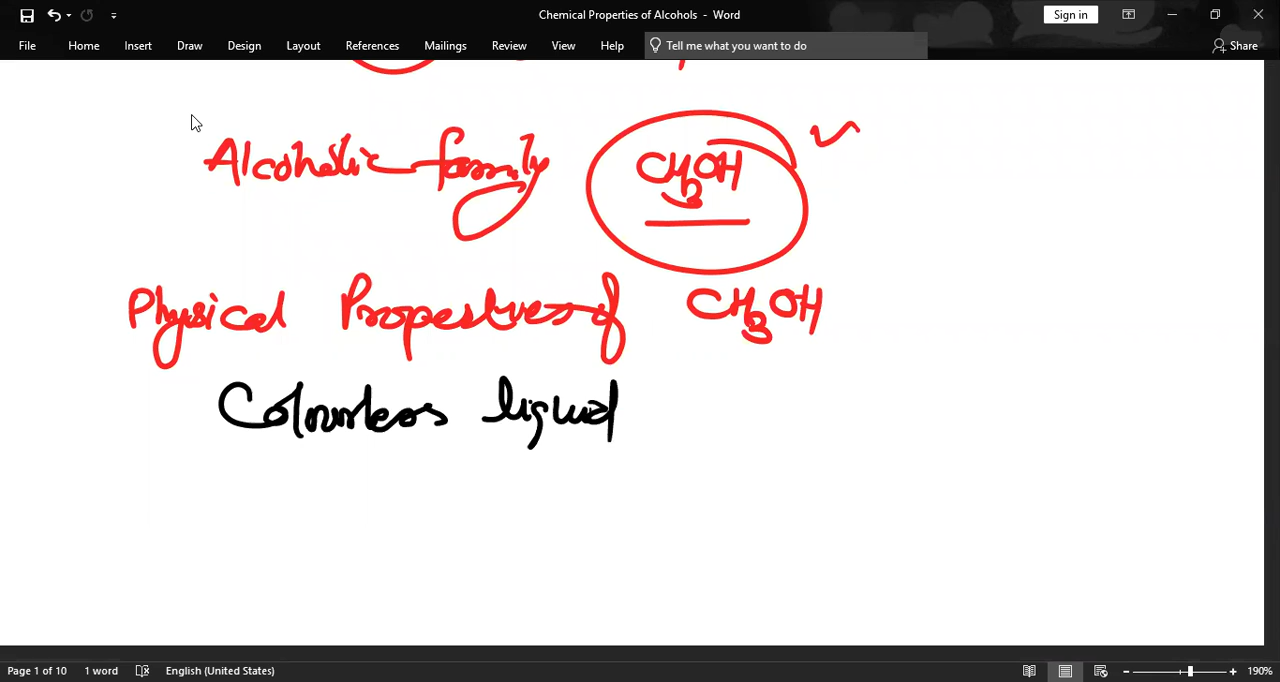 Chemical Properties of Alcohols - Word
Sign in
File Home Insert Draw Design Layout References Mailings Review View Help Tell me what you want to do Share
Alcoholic family CH3OH
Physical Properties of CH3OH
Colourless liquid
Page 1 of 10 1 word English (United States) 190%